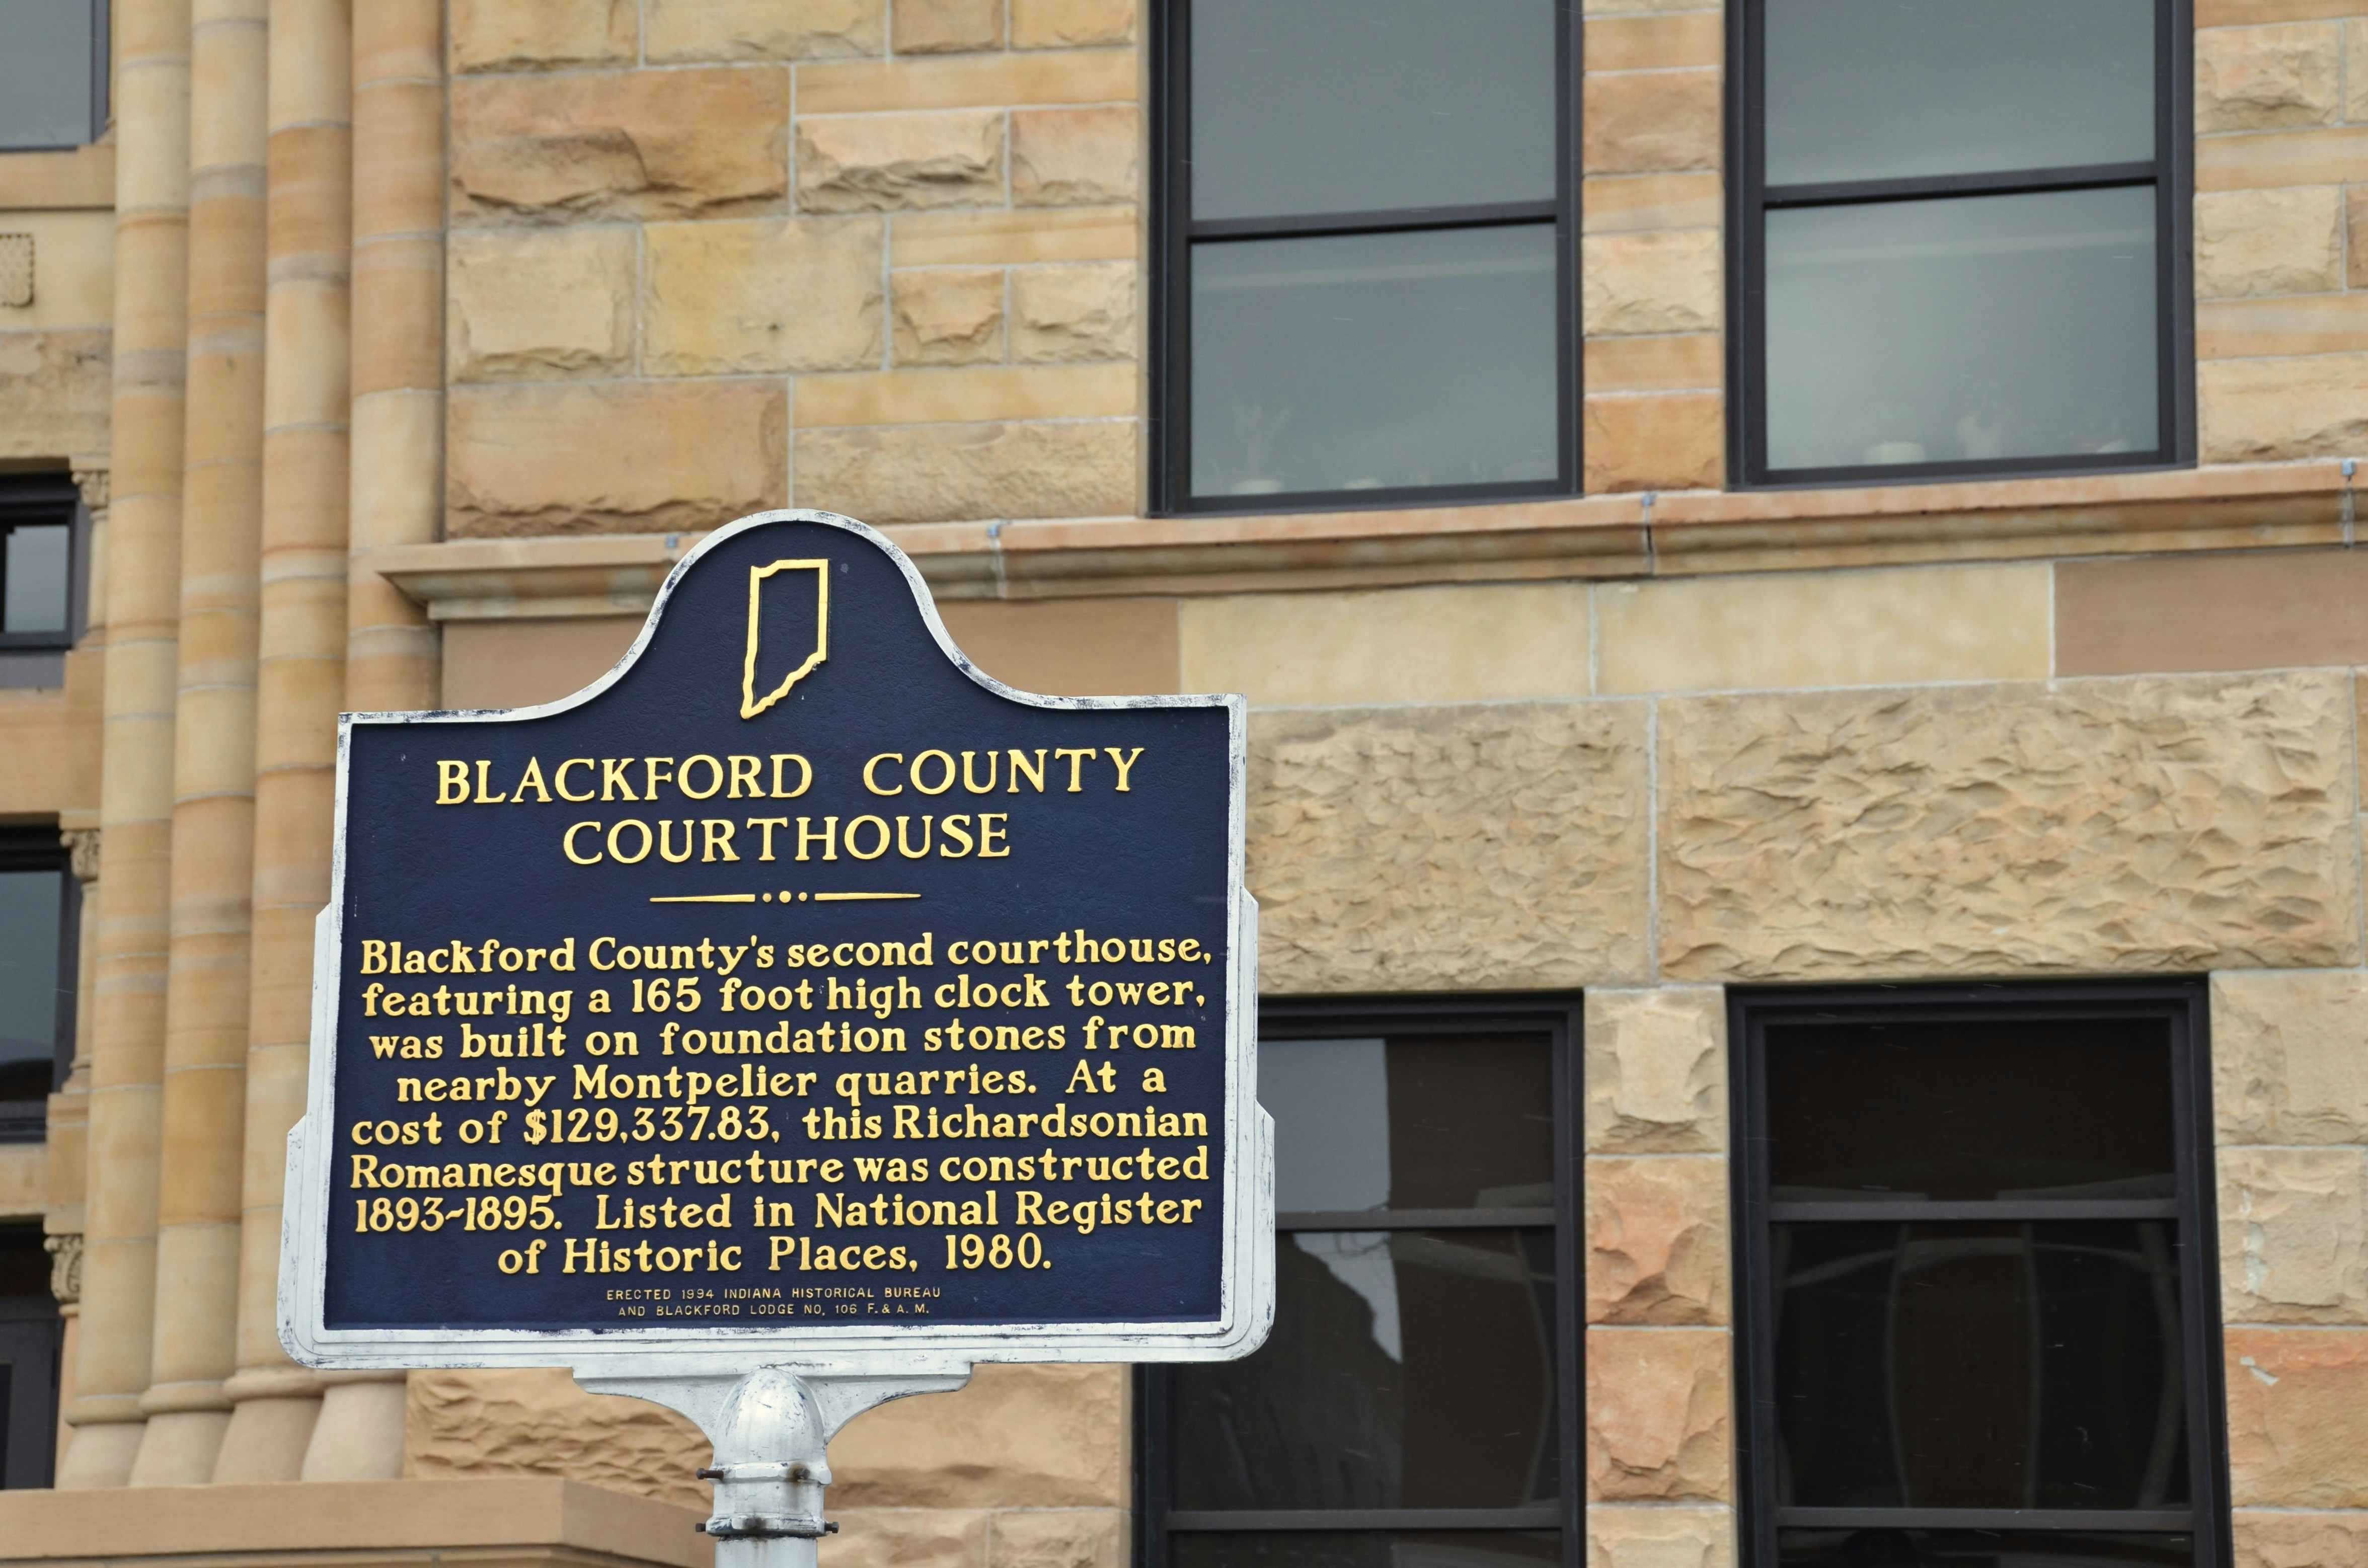 BLACKFORD COUNTY
COURTHOUSE
Blackford County's second courthouse,
featuring a 165 foot high clock tower,
was built on foundation stones from
nearby Montpelier quarries. At a
cost of $129,337.83, this Richardsonian
Romanesque structure was constructed
1893-1895. Listed in National Register
of Historic Places, 1980.
ERECTED 1994 INDIANA HISTORICAL BUREAU
AND BLACKFORD LODGE NO. 106 F. & A. M.